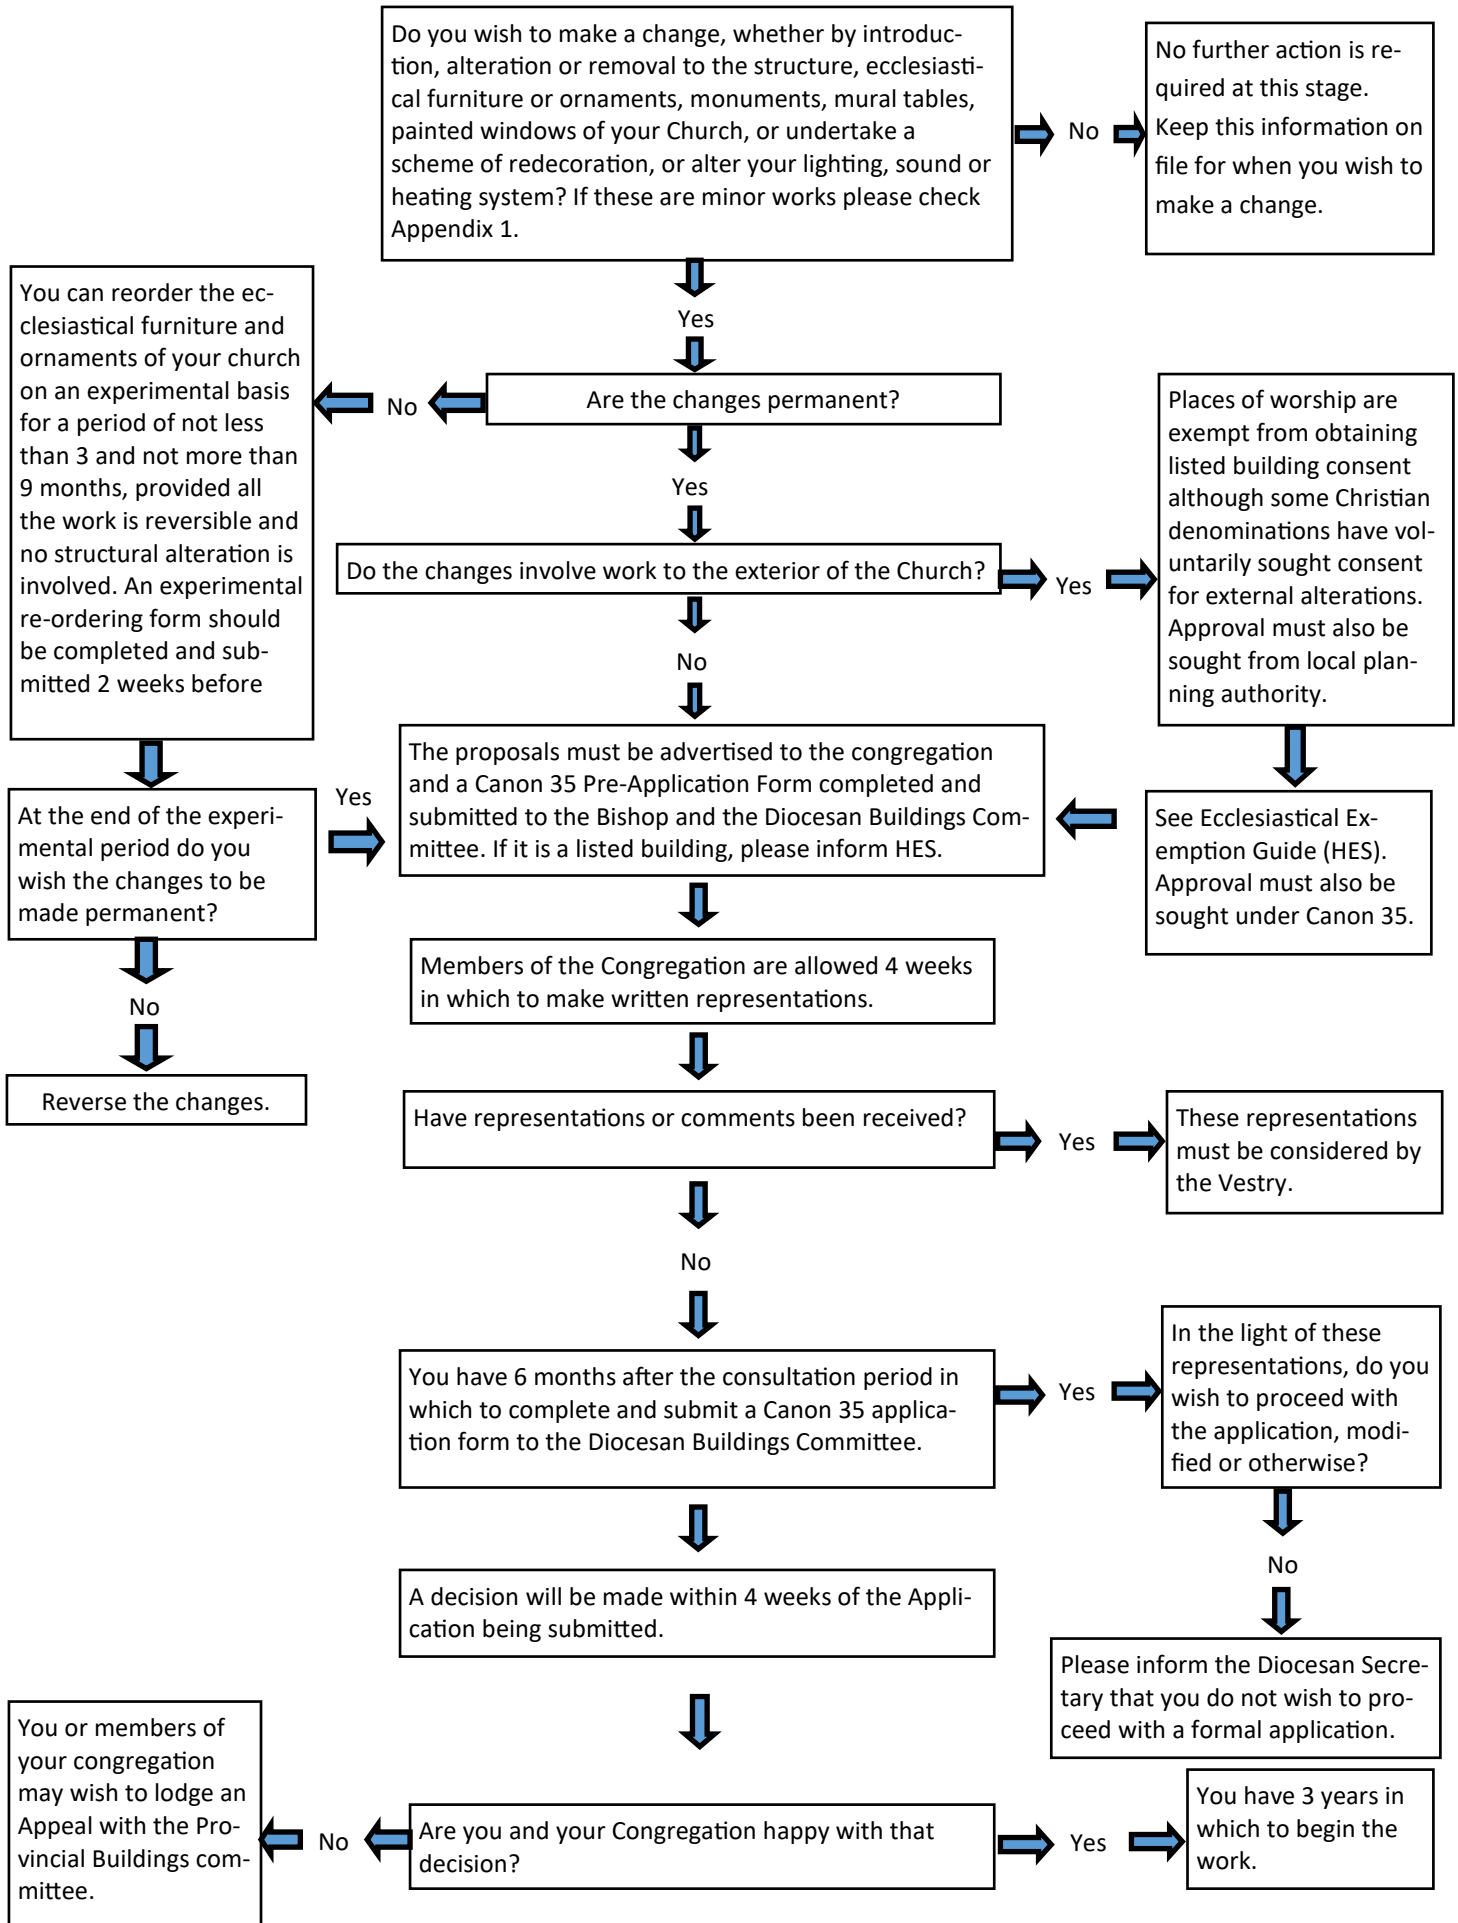 Do you wish to make a change, whether by introduc-
tion, alteration or removal to the structure, ecclesiasti-
cal furniture or ornaments, monuments, mural tables,
painted windows of your Church, or undertake a
scheme of redecoration, or alter your lighting, sound or
heating system? If these are minor works please check
Appendix 1.
No
No further action is re-
quired at this stage.
Keep this information on
file for when you wish to
make a change.
Yes
Are the changes permanent?
No
You can reorder the ec-
clesiastical furniture and
ornaments of your church
on an experimental basis
for a period of not less
than 3 and not more than
9 months, provided all
the work is reversible and
no structural alteration is
involved. An experimental
re-ordering form should
be completed and sub-
mitted 2 weeks before
Yes
Do the changes involve work to the exterior of the Church?
Yes
Places of worship are
exempt from obtaining
listed building consent
although some Christian
denominations have vol-
untarily sought consent
for external alterations.
Approval must also be
sought from local plan-
ning authority.
No
At the end of the experi-
mental period do you
wish the changes to be
made permanent?
Yes
The proposals must be advertised to the congregation
and a Canon 35 Pre-Application Form completed and
submitted to the Bishop and the Diocesan Buildings Com-
mittee. If it is a listed building, please inform HES.
See Ecclesiastical Ex-
emption Guide (HES).
Approval must also be
sought under Canon 35.
No
Reverse the changes.
Members of the Congregation are allowed 4 weeks
in which to make written representations.
Have representations or comments been received?
Yes
These representations
must be considered by
the Vestry.
No
You have 6 months after the consultation period in
which to complete and submit a Canon 35 applica-
tion form to the Diocesan Buildings Committee.
Yes
In the light of these
representations, do you
wish to proceed with
the application, modi-
fied or otherwise?
No
A decision will be made within 4 weeks of the Appli-
cation being submitted.
Please inform the Diocesan Secre-
tary that you do not wish to pro-
ceed with a formal application.
You or members of
your congregation
may wish to lodge an
Appeal with the Pro-
vincial Buildings com-
mittee.
No
Are you and your Congregation happy with that
decision?
Yes
You have 3 years in
which to begin the
work.